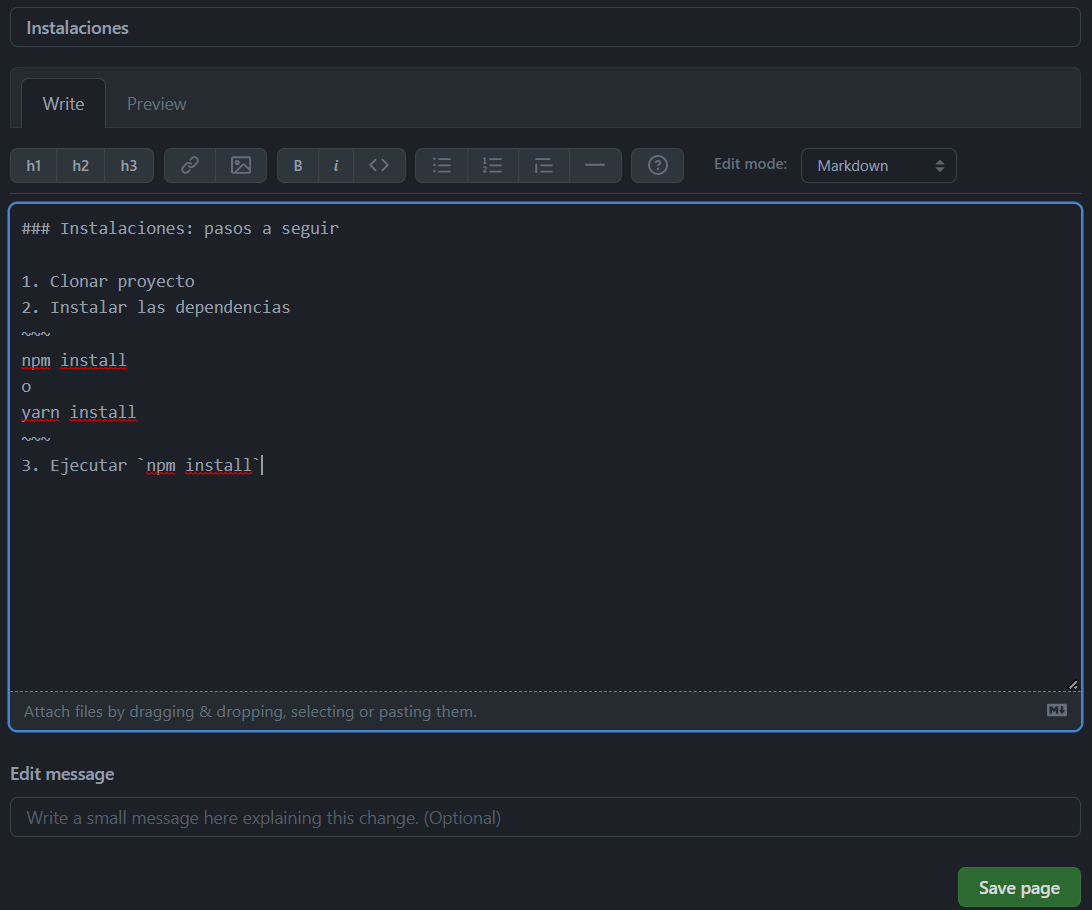 Instalaciones
Write Preview
h1 h2 h3 B i Edit mode: Markdown
### Instalaciones: pasos a seguir
1. Clonar proyecto
2. Instalar las dependencias
~~~
npm install
o
yarn install
~~~
3. Ejecutar `npm install`
Attach files by dragging & dropping, selecting or pasting them.
Edit message
Write a small message here explaining this change. (Optional)
Save page